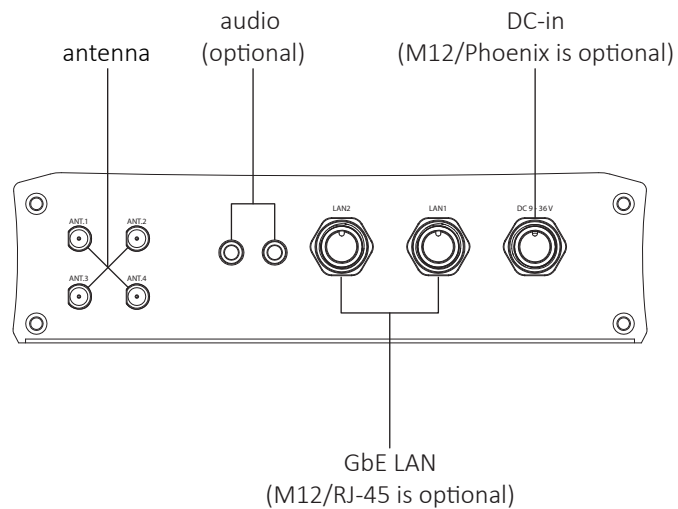 audio
(optional)
DC-in
(M12/Phoenix is optional)
antenna
LAN2
LAN1
DC 9 - 36 V
ANT.1
ANT.2
ANT.3
ANT.4
GbE LAN
(M12/RJ-45 is optional)